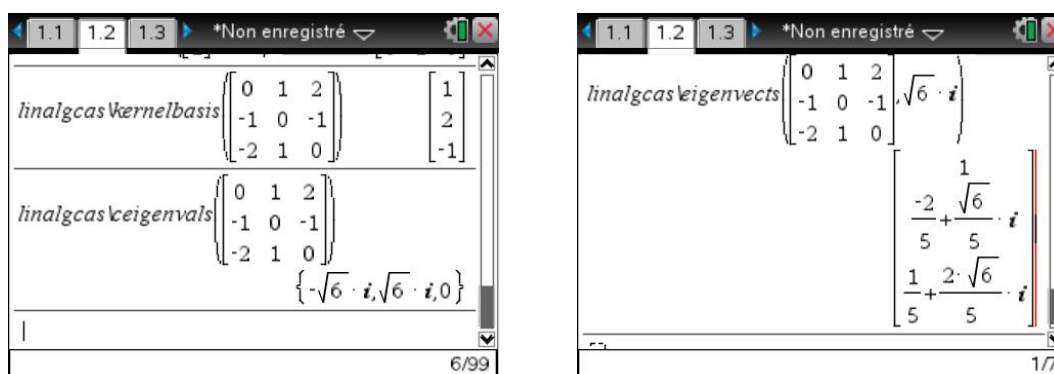 1.1 1.2 1.3 *Non enregistré
linalgcas\kernelbasis([0 1 2
-1 0 -1
-2 1 0]) [1
2
-1]
linalgcas\ceigenvals([0 1 2
-1 0 -1
-2 1 0])
{-√6·i,√6·i,0}
6/99
1.1 1.2 1.3 *Non enregistré
linalgcas\eigenvects([0 1 2
-1 0 -1
-2 1 0],√6·i)
[1
-2/5+√6/5·i
1/5+2·√6/5·i]